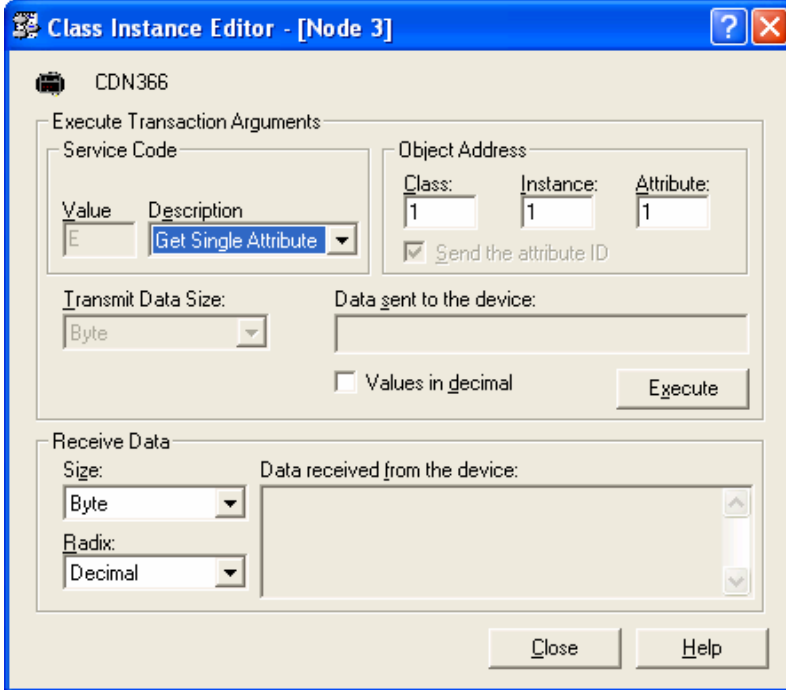 Class Instance Editor - [Node 3]
CDN366
Execute Transaction Arguments
Service Code
Object Address
Class: Instance: Attribute:
Value Description
1 1 1
E Get Single Attribute
Send the attribute ID
Transmit Data Size: Data sent to the device:
Byte
Values in decimal Execute
Receive Data
Size: Data received from the device:
Byte
Radix:
Decimal
Close Help